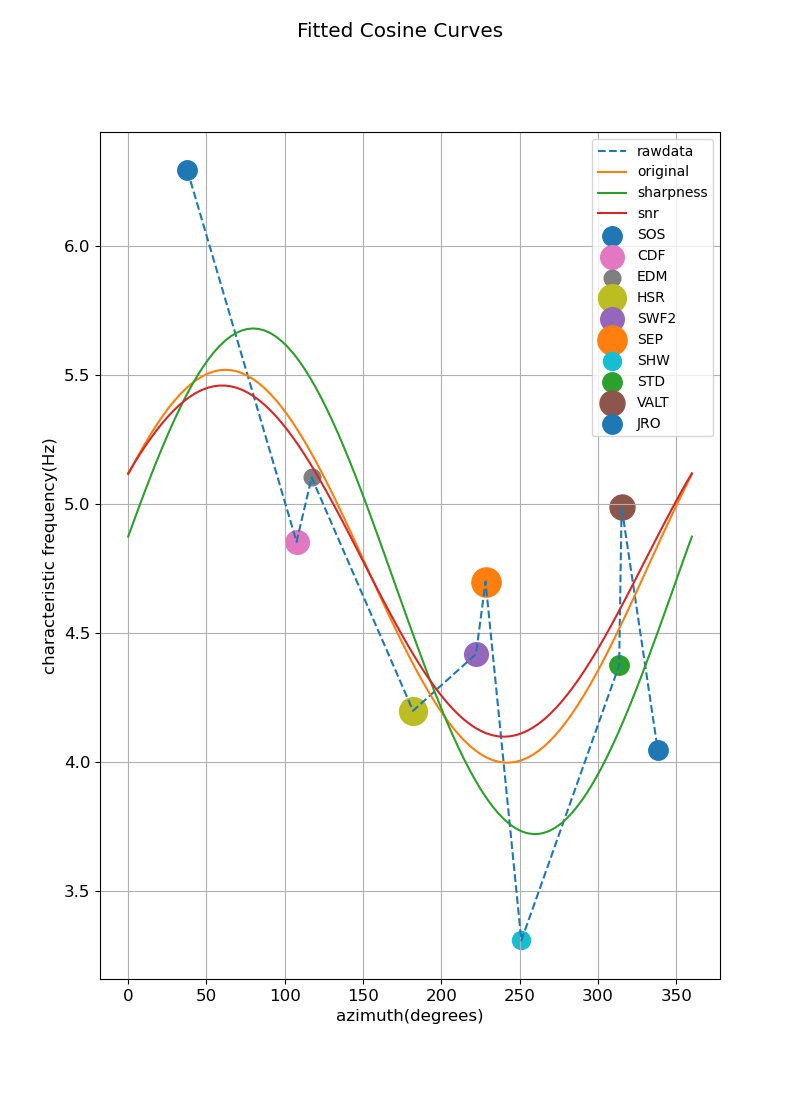 Fitted Cosine Curves
rawdata
original
sharpness
snr
SOS
CDF
EDM
HSR
SWF2
SEP
SHW
STD
VALT
JRO
6.0
5.5
5.0
4.5
4.0
3.5
characteristic frequency(Hz)
0 50 100 150 200 250 300 350
azimuth(degrees)